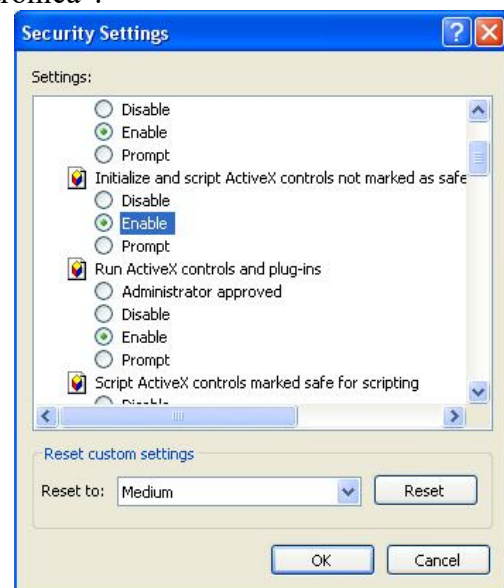 Security Settings
Settings:
Disable
Enable
Prompt
Initialize and script ActiveX controls not marked as safe
Disable
Enable
Prompt
Run ActiveX controls and plug-ins
Administrator approved
Disable
Enable
Prompt
Script ActiveX controls marked safe for scripting
Reset custom settings
Reset to: Medium Reset
OK Cancel